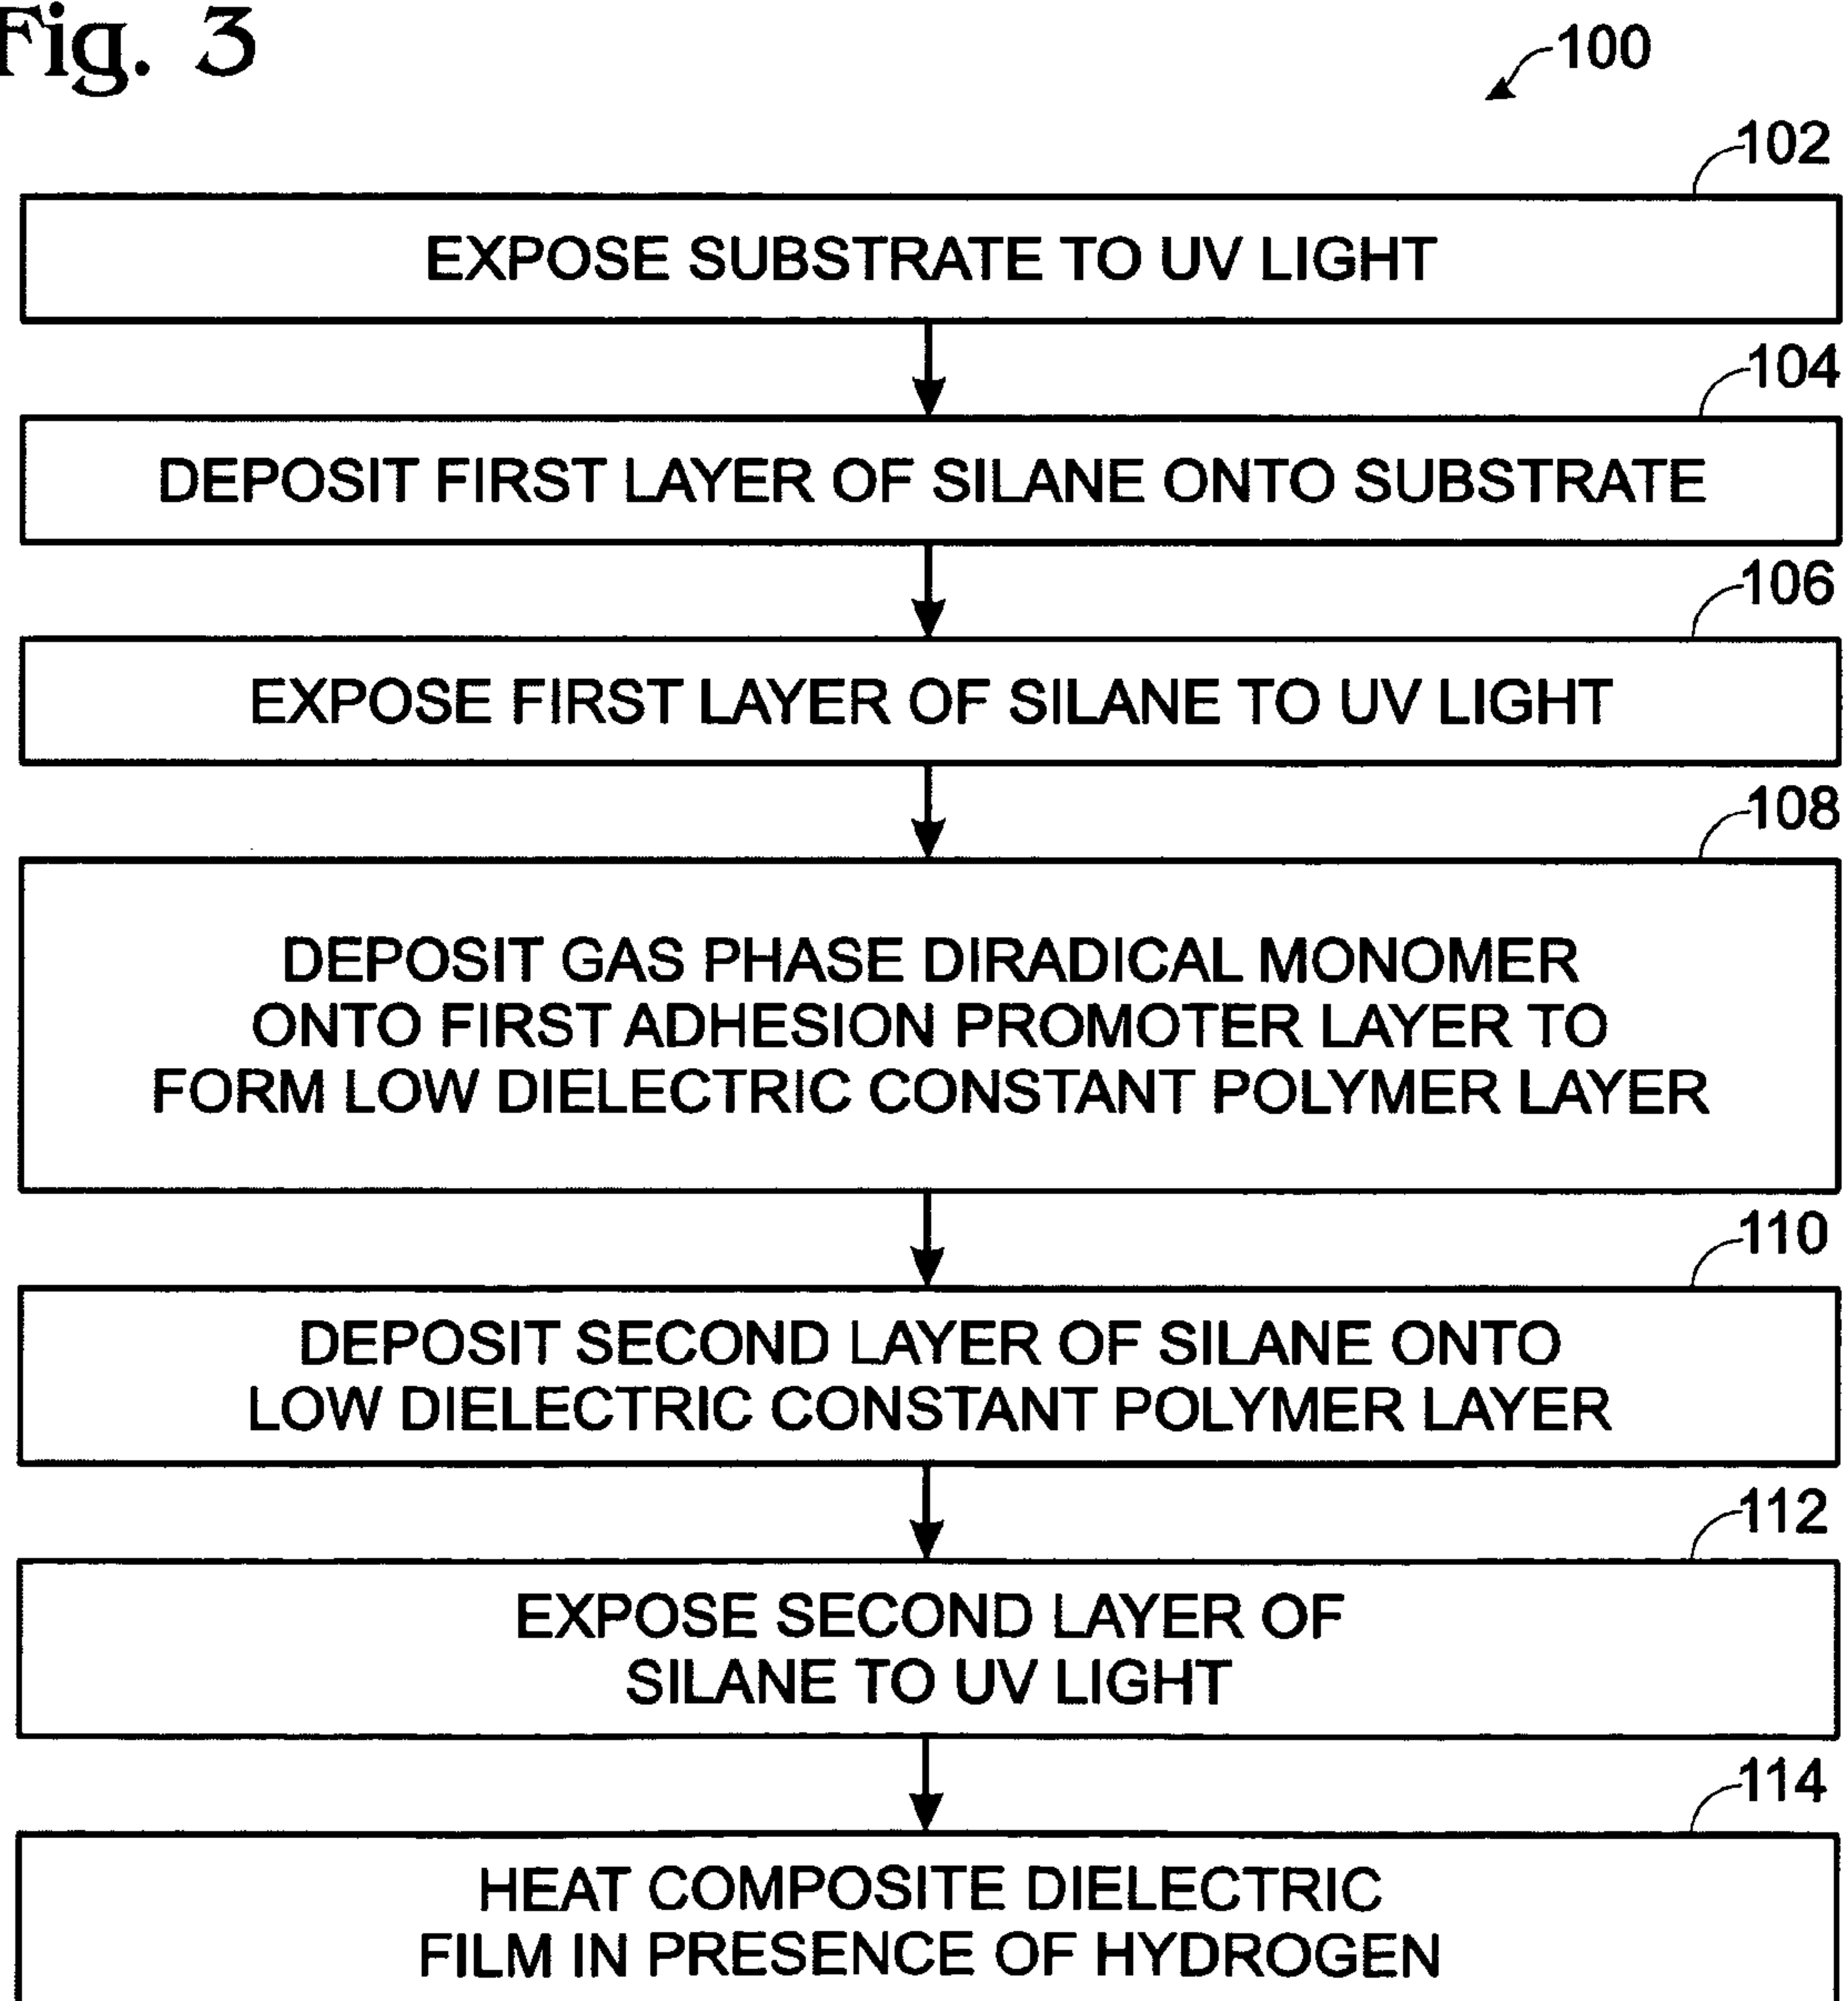 Fig. 3
100
102
EXPOSE SUBSTRATE TO UV LIGHT
104
DEPOSIT FIRST LAYER OF SILANE ONTO SUBSTRATE
106
EXPOSE FIRST LAYER OF SILANE TO UV LIGHT
108
DEPOSIT GAS PHASE DIRADICAL MONOMER
ONTO FIRST ADHESION PROMOTER LAYER TO
FORM LOW DIELECTRIC CONSTANT POLYMER LAYER
110
DEPOSIT SECOND LAYER OF SILANE ONTO
LOW DIELECTRIC CONSTANT POLYMER LAYER
112
EXPOSE SECOND LAYER OF
SILANE TO UV LIGHT
114
HEAT COMPOSITE DIELECTRIC
FILM IN PRESENCE OF HYDROGEN